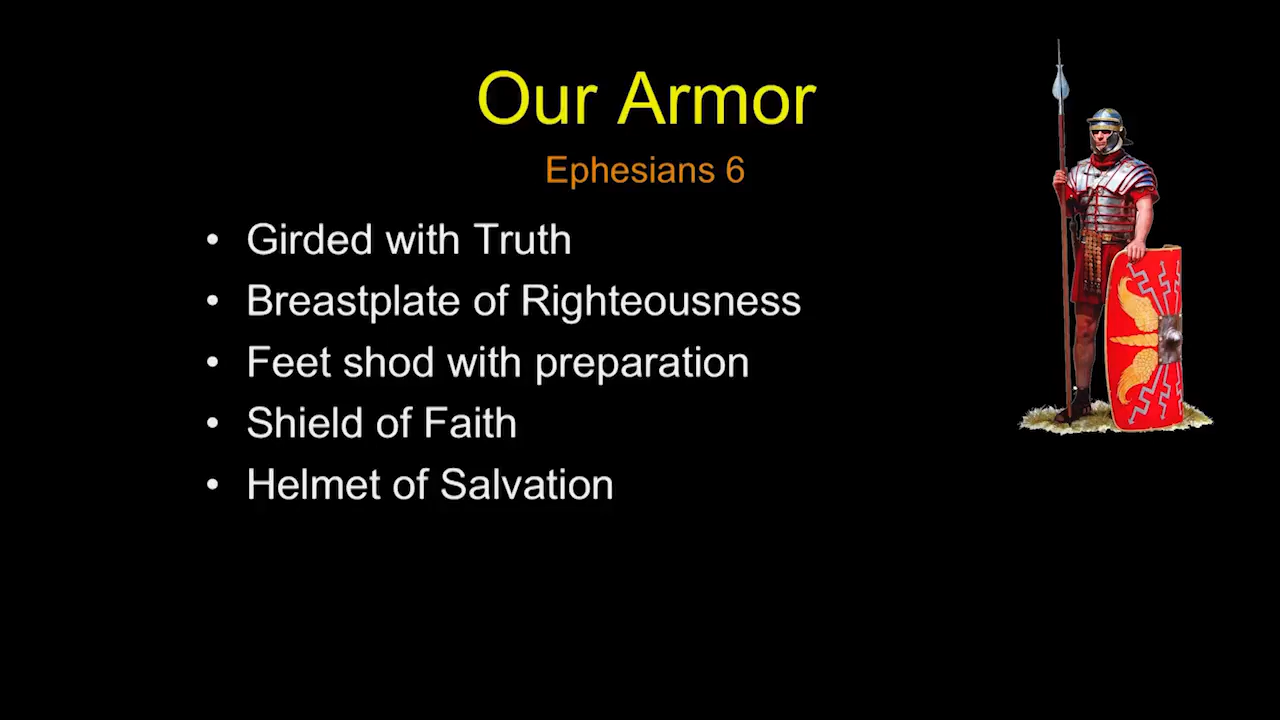 Our Armor
Ephesians 6
• Girded with Truth
• Breastplate of Righteousness
• Feet shod with preparation
• Shield of Faith
• Helmet of Salvation